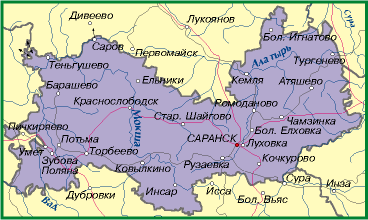 Дивеево
Лукоянов
Сура
Бол. Игнатово
Саров
Первомайск
Алатырь
Тургенево
Теньгушево
Ельники
Кемля
Атяшево
Барашево
Краснослободск
Ромоданово
Мокша
Стар. Шайгово
Чамзинка
Пичкиряево
Бол. Елховка
Потьма
САРАНСК
Луховка
Умет
Торбеево
Зубова
Поляна
Рузаевка
Кочкурово
Ковылкино
Сура
Инсар
Исса
Инза
Дубровки
Бол. Вьяс
Вад